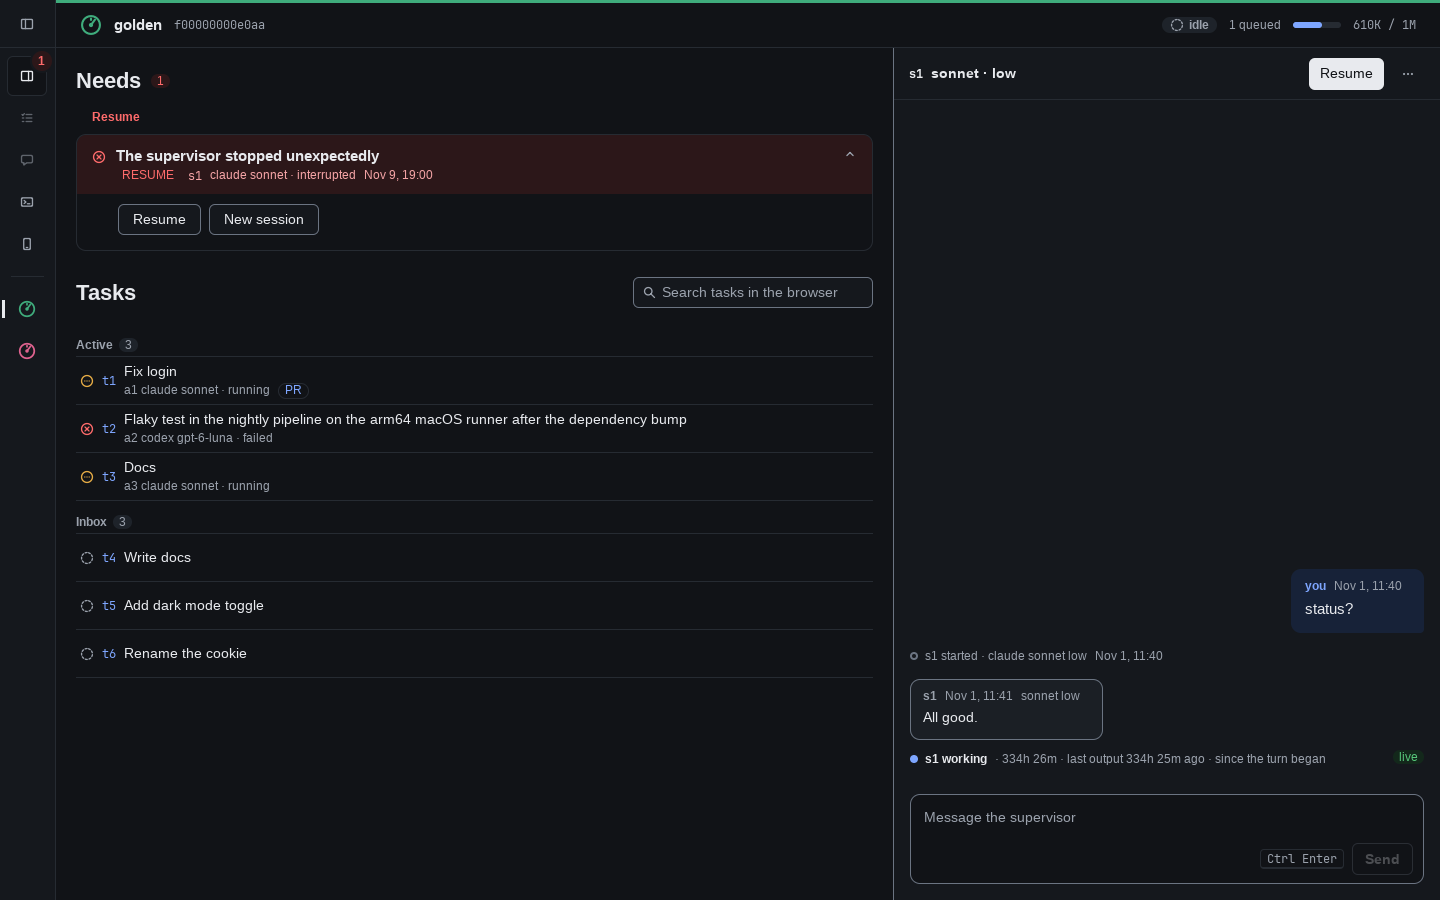 golden f00000000e0aa
idle 1 queued 610K / 1M
1
Needs 1
Resume
The supervisor stopped unexpectedly
RESUME s1 claude sonnet · interrupted Nov 9, 19:00
Resume New session
Tasks
Search tasks in the browser
Active 3
t1 Fix login
a1 claude sonnet · running PR
t2 Flaky test in the nightly pipeline on the arm64 macOS runner after the dependency bump
a2 codex gpt-6-luna · failed
t3 Docs
a3 claude sonnet · running
Inbox 3
t4 Write docs
t5 Add dark mode toggle
t6 Rename the cookie
s1 sonnet · low
Resume
you Nov 1, 11:40
status?
s1 started · claude sonnet low Nov 1, 11:40
s1 Nov 1, 11:41 sonnet low
All good.
s1 working · 334h 26m · last output 334h 25m ago · since the turn began
live
Message the supervisor
Ctrl Enter Send